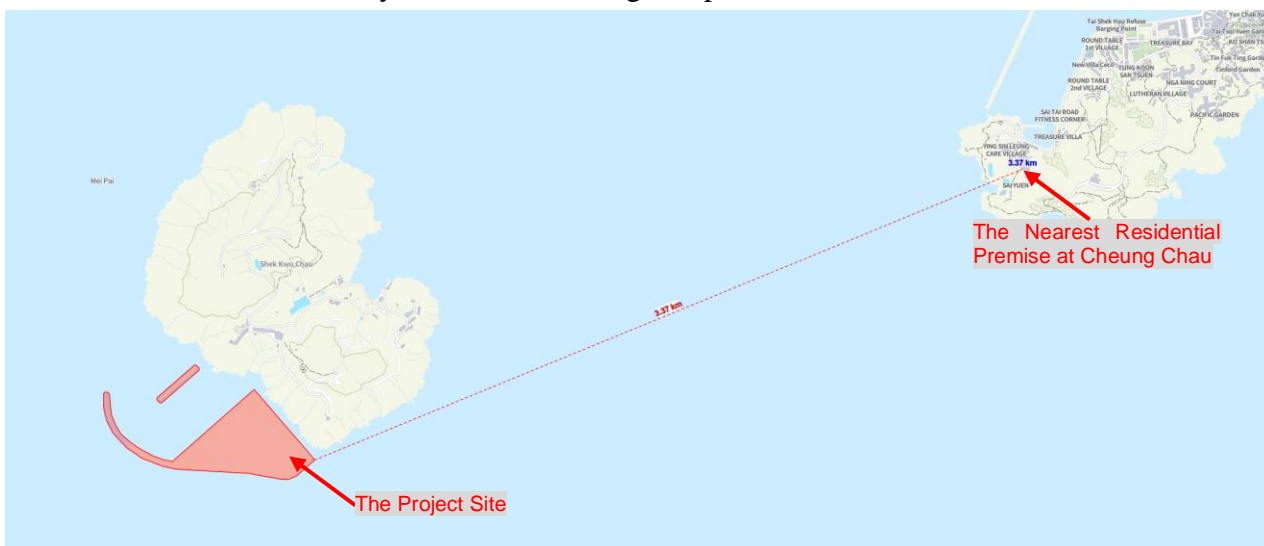 Tai Shek Hau Refuse
Barging Point
ROUND TABLE
1st VILLAGE
TREASURE BAY
New Villa Cecil
TUNG KOON
SAN TSUEN
ROUND TABLE
2nd VILLAGE
NGA NING COURT
LUTHERAN VILLAGE
PACIFIC GARDEN
Tinford Garden
SAI TAI ROAD
FITNESS CORNER
TREASURE VILLA
YING SIN LEUNG
CARE VILLAGE
3.37 km
SAI YUEN
Mei Pai
The Nearest Residential
Premise at Cheung Chau
Shek Kwu Chau
3.37 km
The Project Site